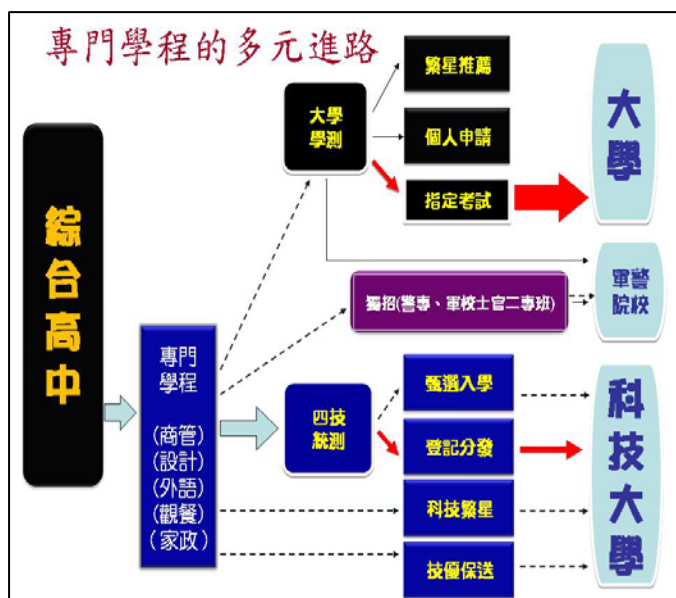 專門學程的多元進路
綜合高中
專門
學程
(商管)
(設計)
(外語)
(觀餐)
(家政)
大學
學測
繁星推薦
個人申請
指定考試
大學
獨招(警專、軍校士官二專班)
軍警
院校
四技
統測
甄選入學
登記分發
科技繁星
技優保送
科技大學